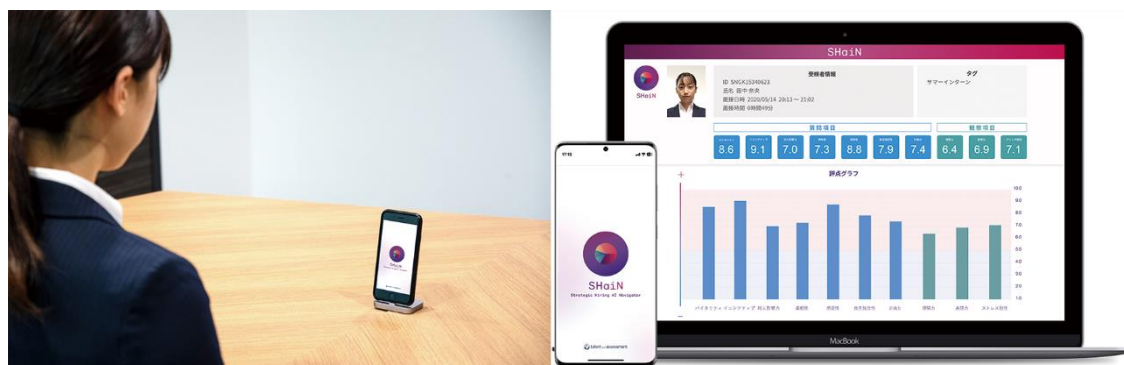 SHaiN
17:12
SHaiN
Strategic Hiring AI Navigator
talent and assessment
SHaiN
SHaiN
受検者情報
ID SNGKJ5340623
氏名 田中 奈央
面接日時 2020/05/14 20:13 ～ 21:02
面接時間 0時間49分
タグ
サマーインターン
質問項目
観察項目
8.6 9.1 7.0 7.3 8.8 7.9 7.4 6.4 6.9 7.1
評点グラフ
10.0
9.0
8.0
7.0
6.0
5.0
4.0
3.0
2.0
1.0
バイタリティ イニシアティブ 対人影響力 柔軟性 感受性 自主独立性 計画力 理解力 表現力 ストレス耐性
MacBook